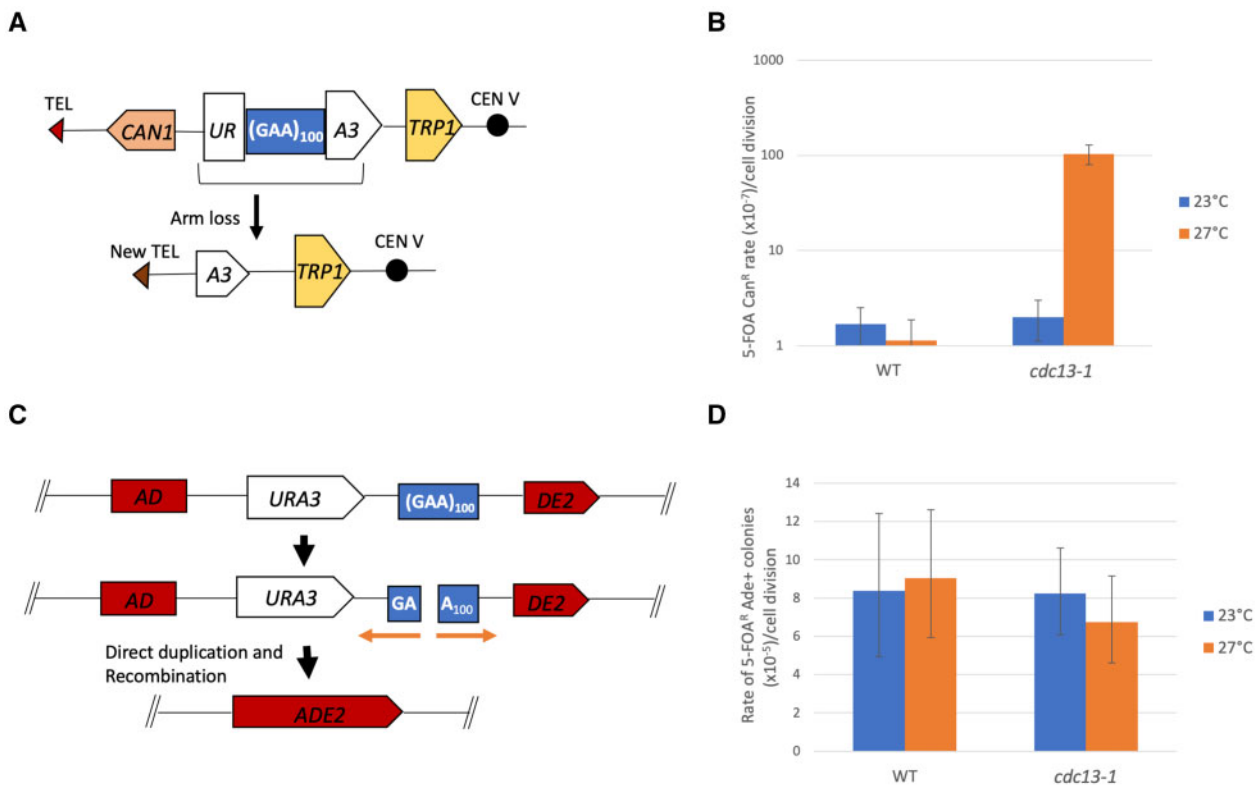 A
TEL
CAN1
UR
(GAA)100
A3
TRP1
CEN V
Arm loss
New TEL
A3
TRP1
CEN V
B
5-FOA CanR rate (x10-7)/cell division
1000
100
10
1
WT
cdc13-1
23°C
27°C
C
AD
URA3
(GAA)100
DE2
AD
URA3
GA
A100
DE2
Direct duplication and
Recombination
ADE2
D
Rate of 5-FOAR Ade+ colonies
(x10-5)/cell division
14
12
10
8
6
4
2
0
WT
cdc13-1
23°C
27°C